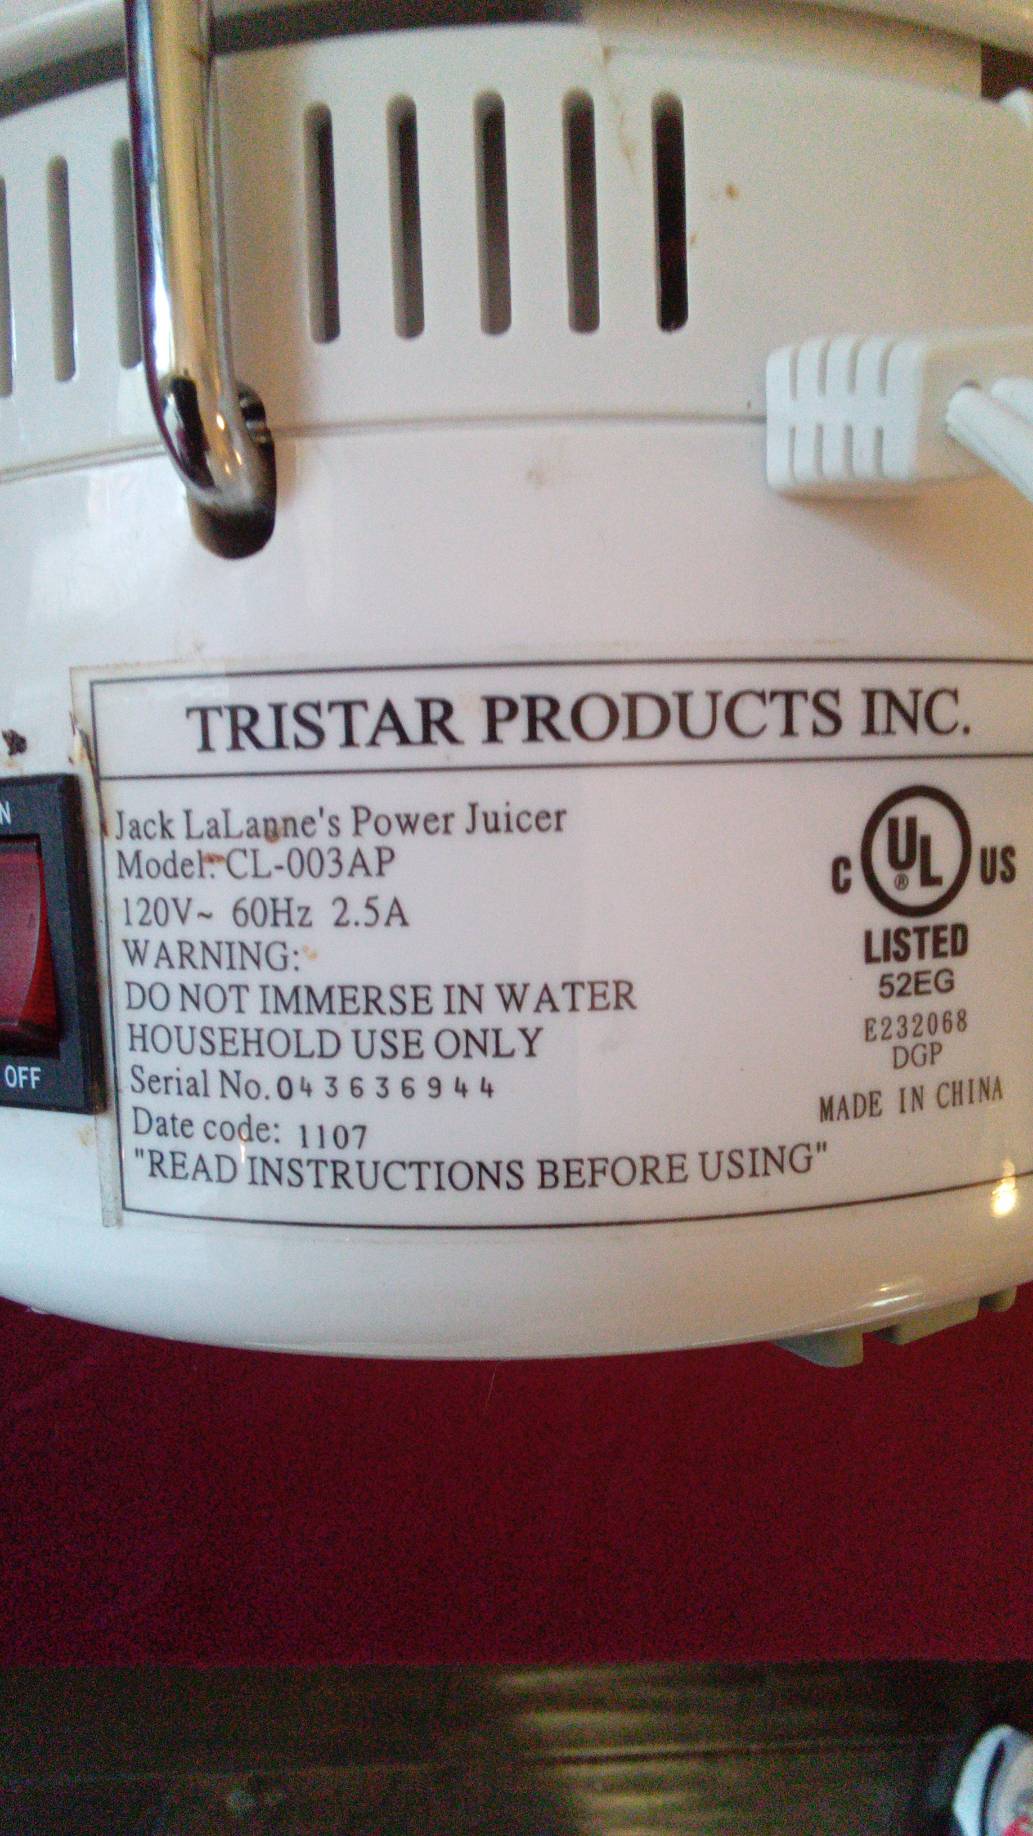 TRISTAR PRODUCTS INC.
Jack LaLanne's Power Juicer
Model: CL-003AP
120V~ 60Hz 2.5A
WARNING:
DO NOT IMMERSE IN WATER
HOUSEHOLD USE ONLY
Serial No. 043636944
Date code: 1107
"READ INSTRUCTIONS BEFORE USING"
C UL ® US
LISTED
52EG
E232068
DGP
MADE IN CHINA
OFF